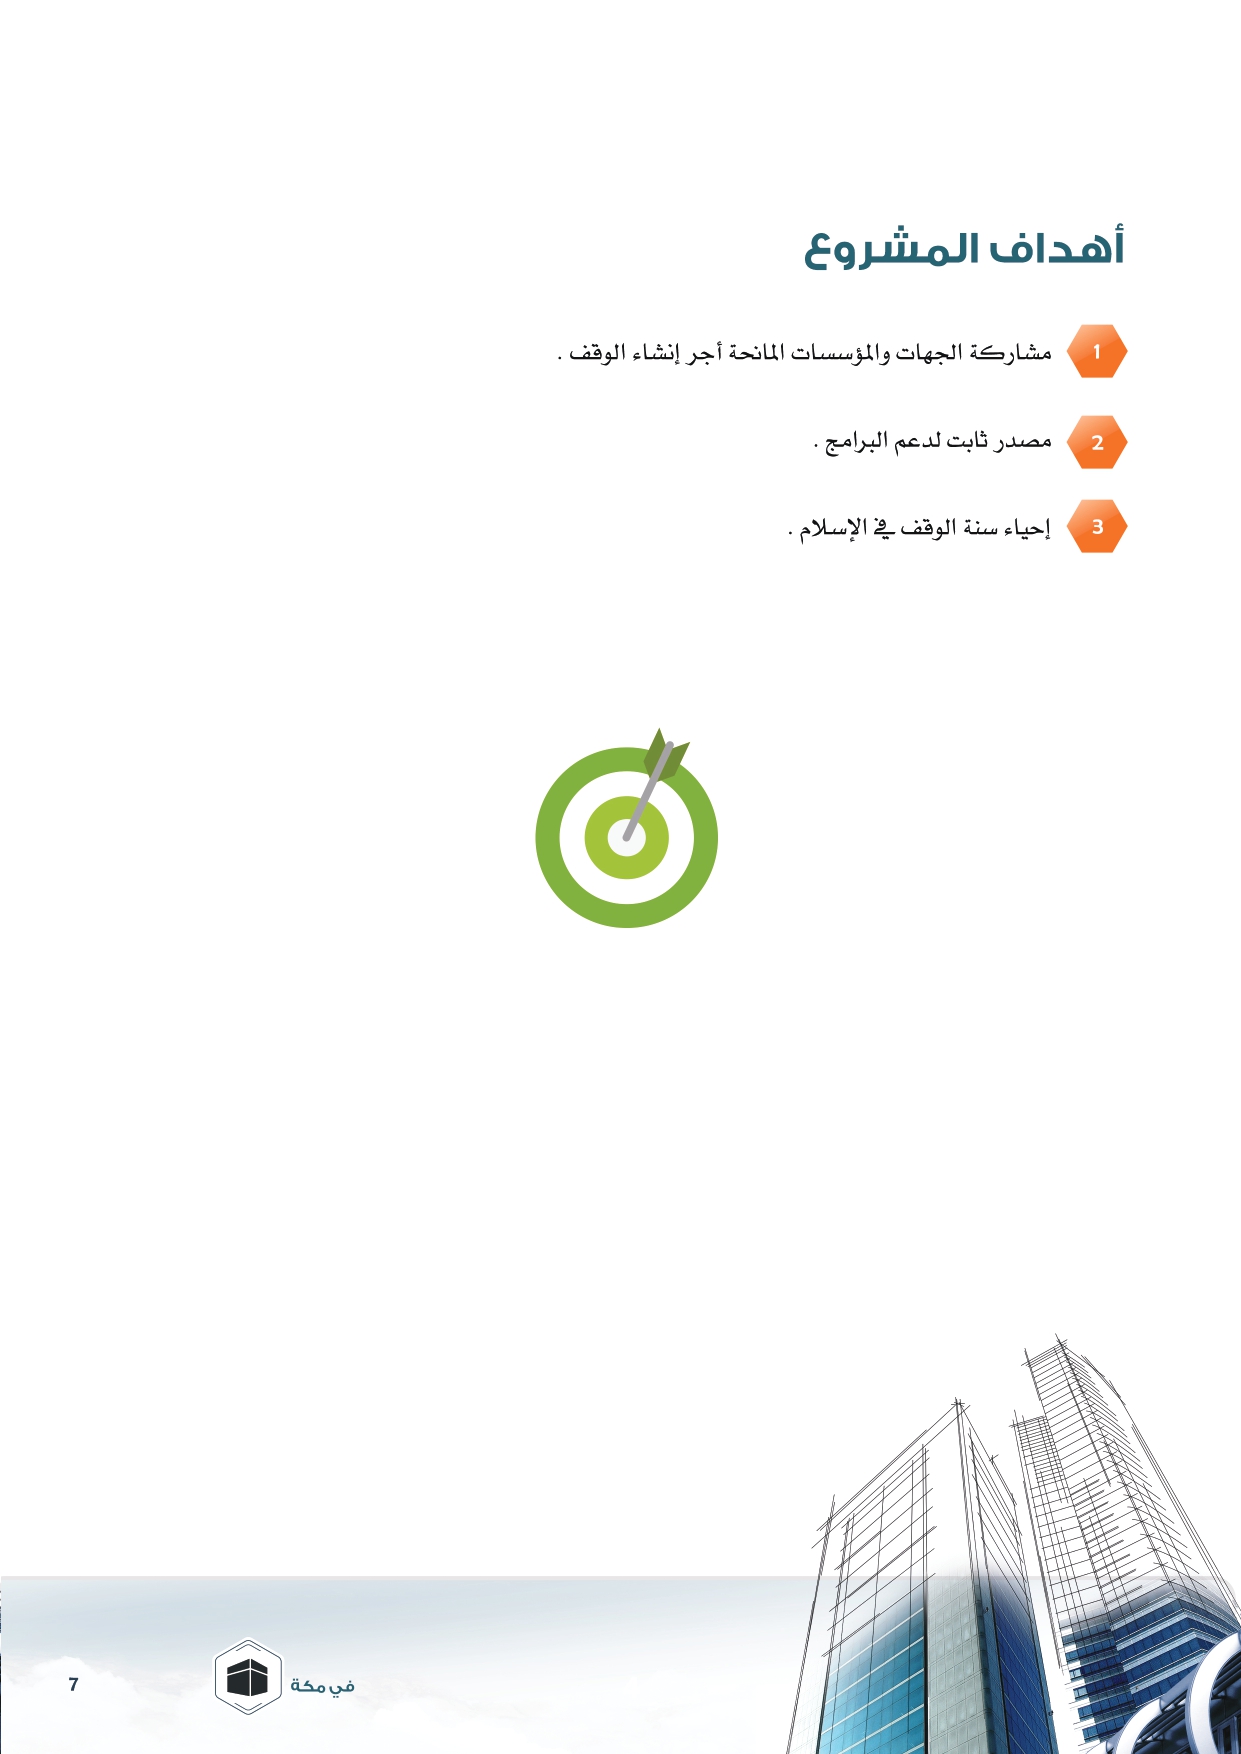 أهداف المشروع
1 مشاركة الجهات والمؤسسات المانحة أجر إنشاء الوقف .
2 مصدر ثابت لدعم البرامج .
3 إحياء سنة الوقف في الإسلام .
في مكة
7